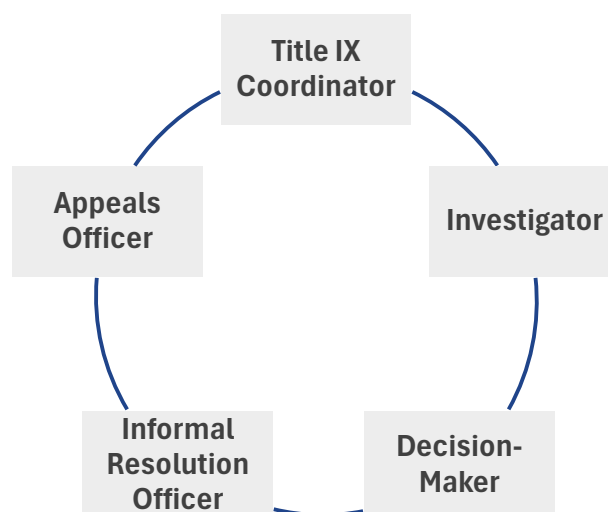 Title IX
Coordinator
Appeals
Officer
Investigator
Informal
Resolution
Officer
Decision-
Maker